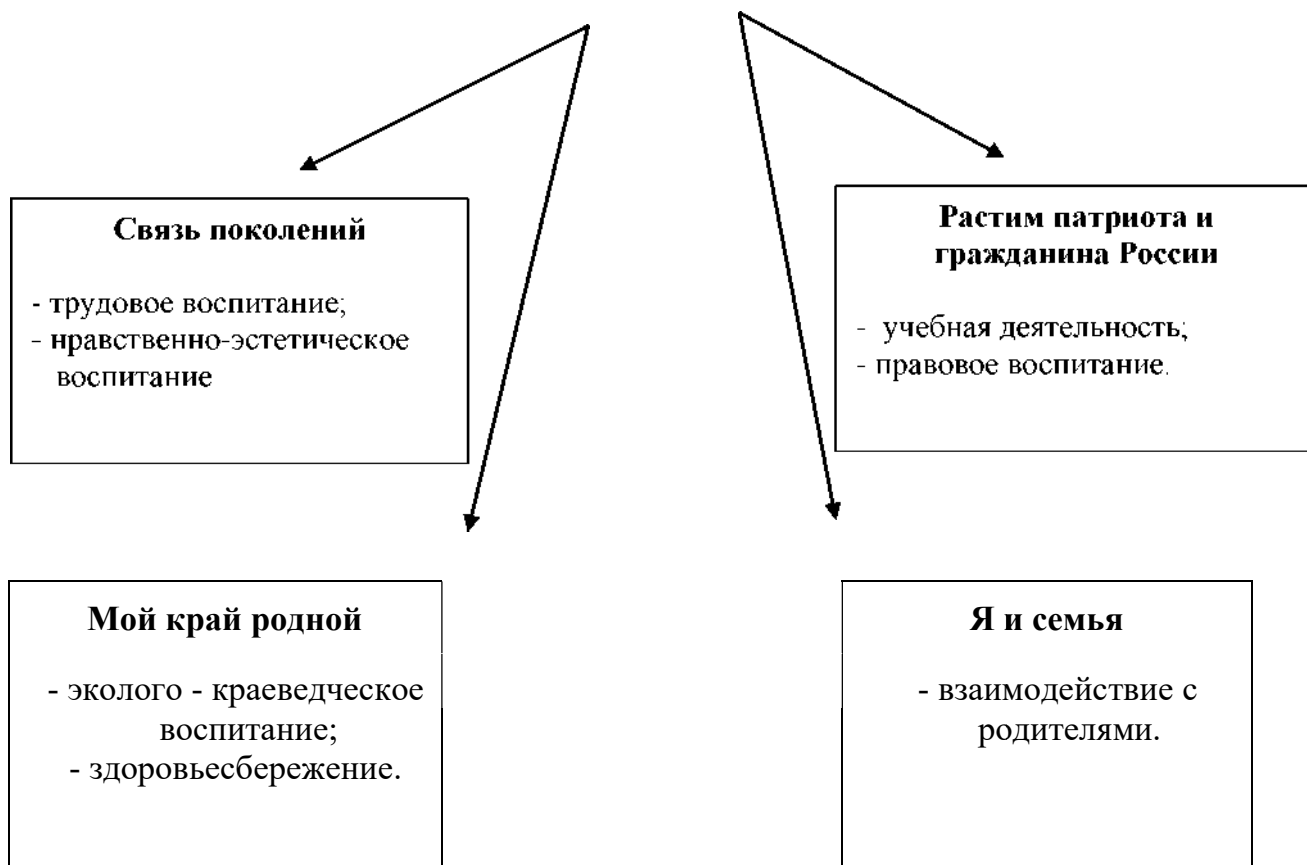 Связь поколений
- трудовое воспитание;
- нравственно-эстетическое
воспитание
Растим патриота и
гражданина России
- учебная деятельность;
- правовое воспитание.
Мой край родной
- эколого - краеведческое
воспитание;
- здоровьесбережение.
Я и семья
- взаимодействие с
родителями.